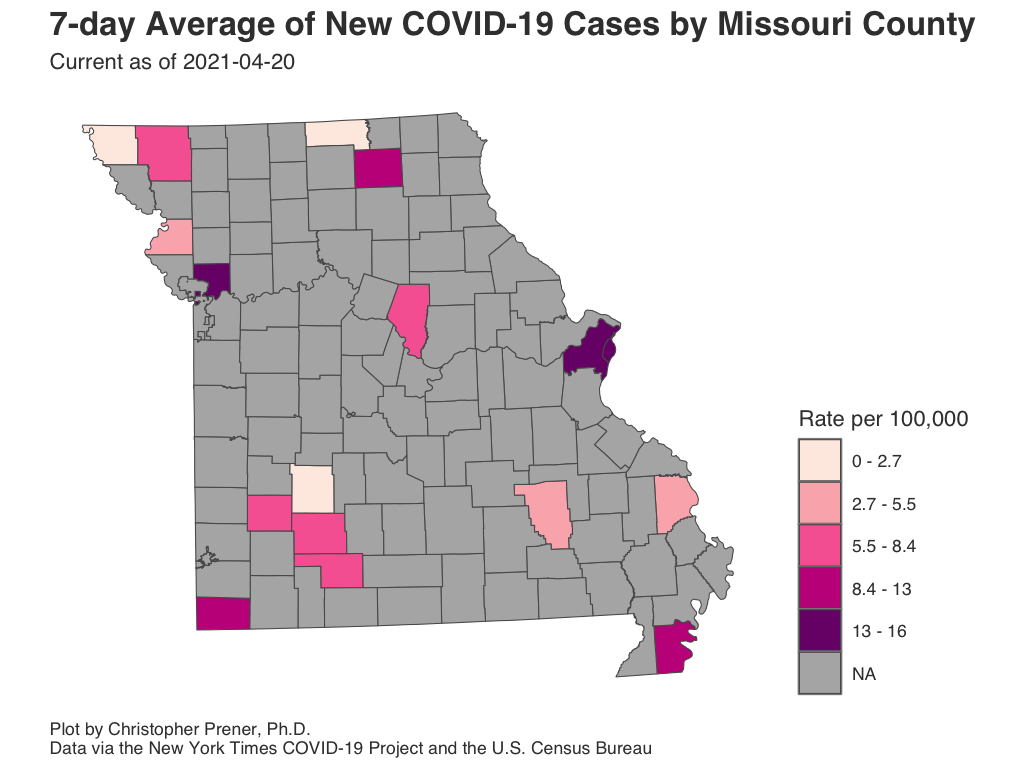 7-day Average of New COVID-19 Cases by Missouri County
Current as of 2021-04-20
Rate per 100,000
0 - 2.7
2.7 - 5.5
5.5 - 8.4
8.4 - 13
13 - 16
NA
Plot by Christopher Prener, Ph.D.
Data via the New York Times COVID-19 Project and the U.S. Census Bureau